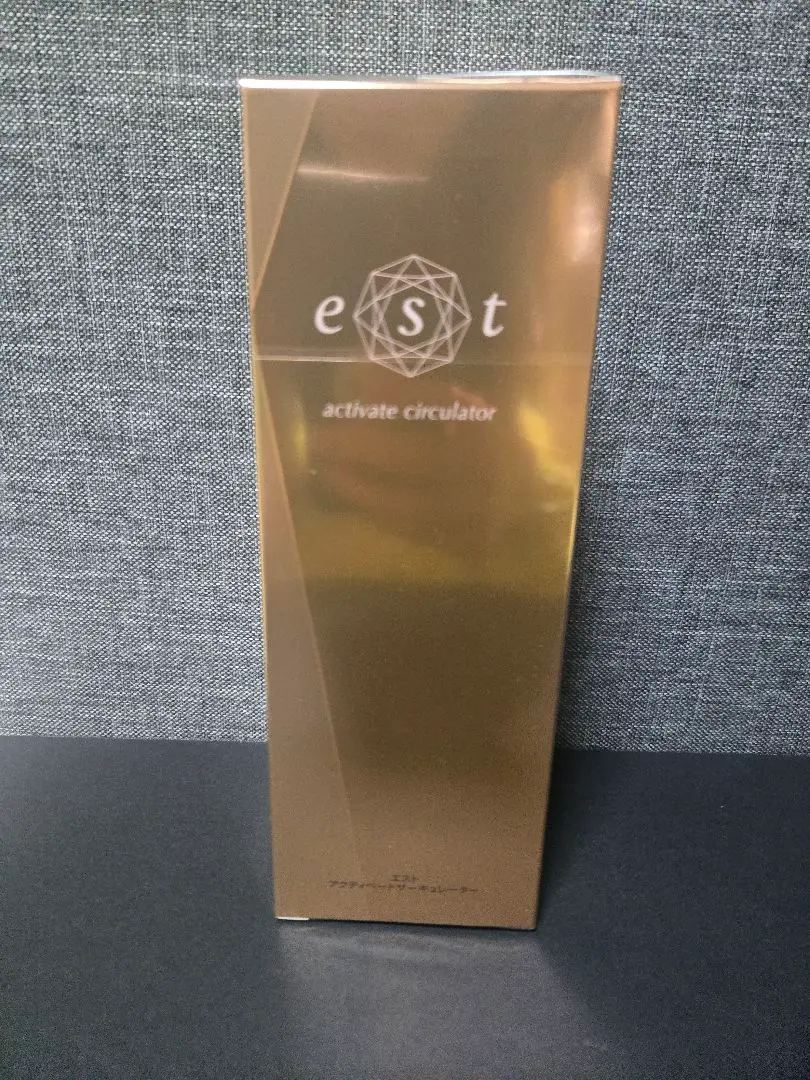 est
activate circulator
エスト
アクティベートサーキュレーター